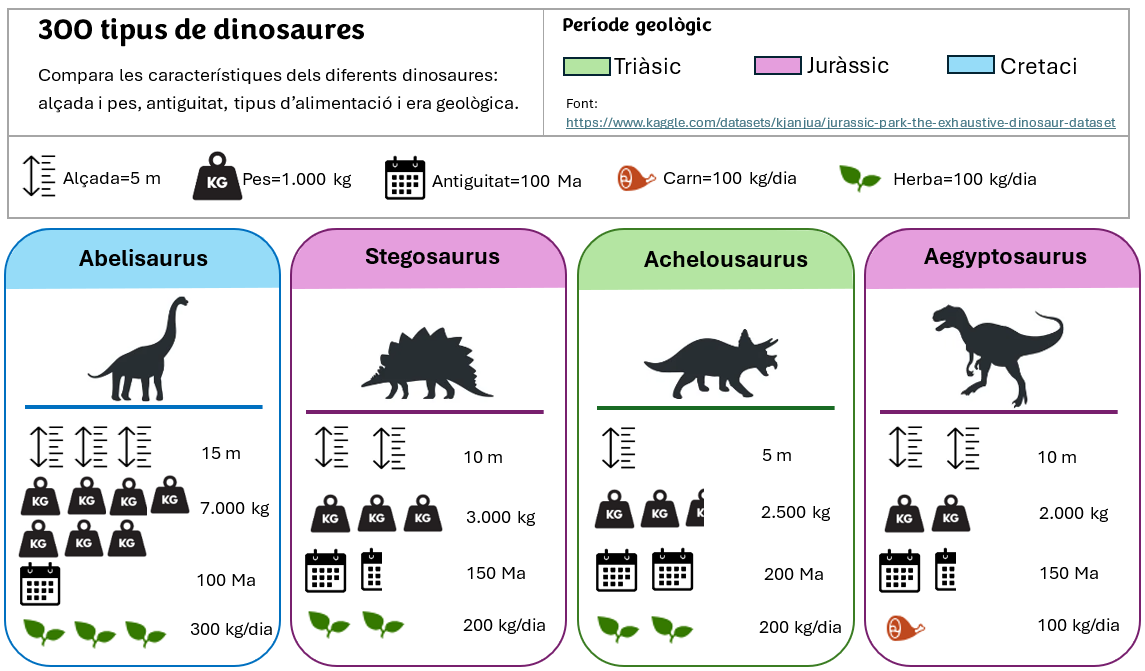 300 tipus de dinosaures
Compara les característiques dels diferents dinosaures:
alçada i pes, antiguitat, tipus d'alimentació i era geològica.
Període geològic
Triàsic
Juràssic
Cretaci
Font:
https://www.kaggle.com/datasets/kjanjua/jurassic-park-the-exhaustive-dinosaur-dataset
Alçada=5 m
KG
Pes=1.000 kg
Antiguitat=100 Ma
Carn=100 kg/dia
Herba=100 kg/dia
Abelisaurus
15 m
KG KG KG KG
7.000 kg
KG KG KG
100 Ma
300 kg/dia
Stegosaurus
10 m
KG KG KG
3.000 kg
150 Ma
200 kg/dia
Achelousaurus
5 m
KG KG K
2.500 kg
200 Ma
200 kg/dia
Aegyptosaurus
10 m
KG KG
2.000 kg
150 Ma
100 kg/dia